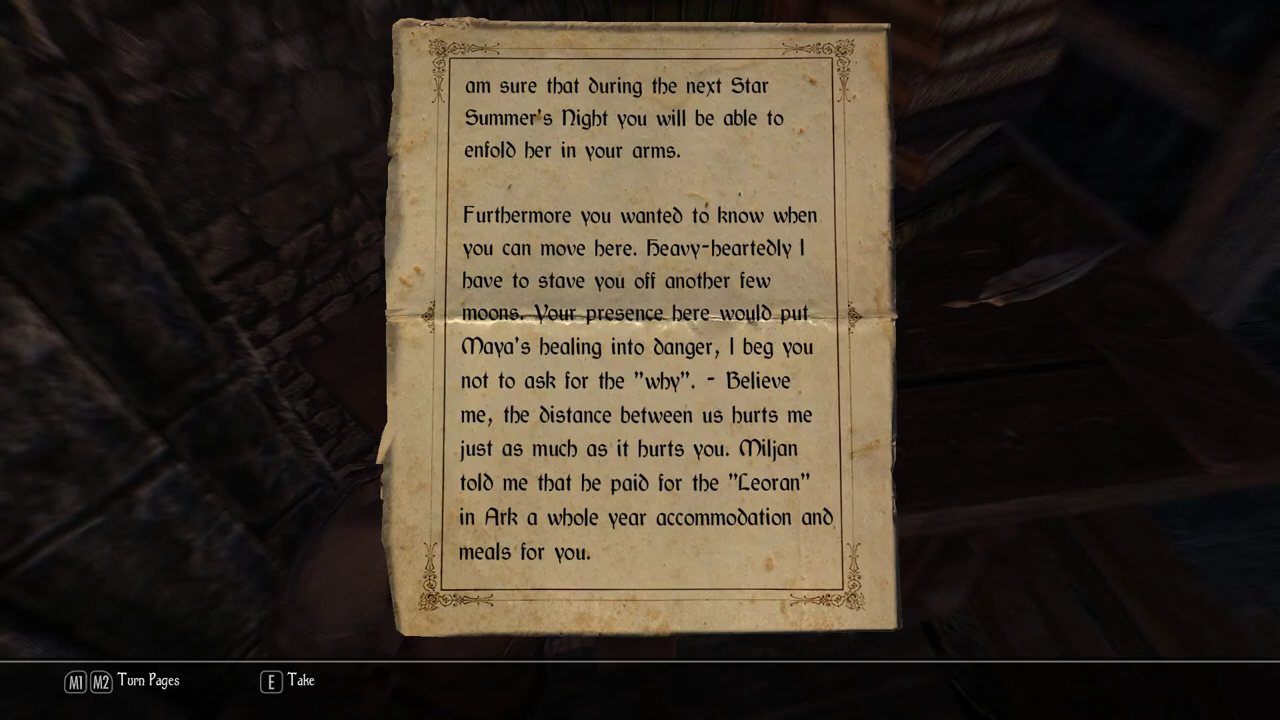 am sure that during the next Star
Summer's Night you will be able to
enfold her in your arms.
Furthermore you wanted to know when
you can move here. Heavy-heartedly I
have to stave you off another few
moons. Your presence here would put
Maya's healing into danger, I beg you
not to ask for the "why". - Believe
me, the distance between us hurts me
just as much as it hurts you. Miljan
told me that he paid for the "Leoran"
in Ark a whole year accommodation and
meals for you.
M1 M2 Turn Pages
E Take